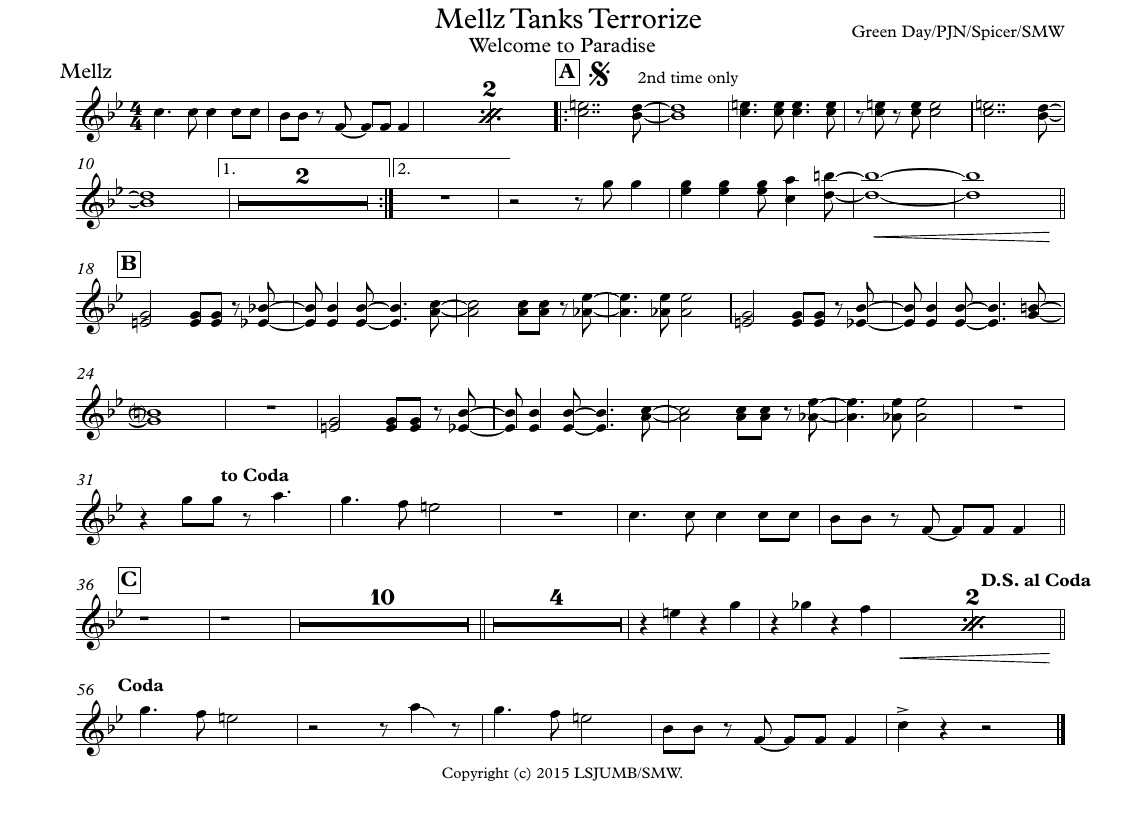 Mellz Tanks Terrorize
Welcome to Paradise
Green Day/PJN/Spicer/SMW
Mellz
A 2nd time only
4
4
2
10
1. 2 2.
18 B
24
31
to Coda
36 C
10 4 2
D.S. al Coda
56 Coda
Copyright (c) 2015 LSJUMB/SMW.